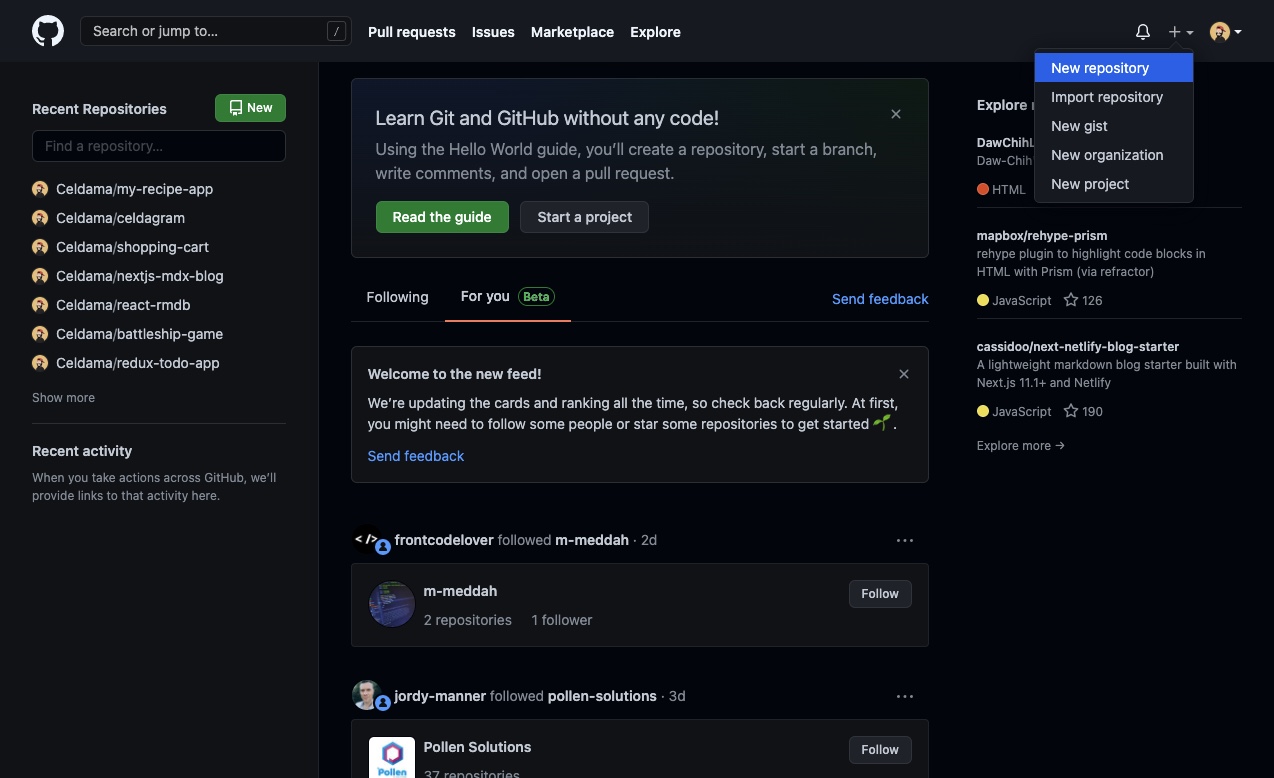 Search or jump to...
/
Pull requests
Issues
Marketplace
Explore
New repository
Import repository
New gist
New organization
New project
Recent Repositories
New
Find a repository...
Celdama/my-recipe-app
Celdama/celdagram
Celdama/shopping-cart
Celdama/nextjs-mdx-blog
Celdama/react-rmdb
Celdama/battleship-game
Celdama/redux-todo-app
Show more
Recent activity
When you take actions across GitHub, we’ll
provide links to that activity here.
Learn Git and GitHub without any code!
Using the Hello World guide, you’ll create a repository, start a branch,
write comments, and open a pull request.
Read the guide
Start a project
Following
For you
Beta
Send feedback
Welcome to the new feed!
We’re updating the cards and ranking all the time, so check back regularly. At first,
you might need to follow some people or star some repositories to get started 🌱 .
Send feedback
</>
frontcodelover followed m-meddah · 2d
m-meddah
2 repositories 1 follower
Follow
jordy-manner followed pollen-solutions · 3d
Pollen
Pollen Solutions
37 repositories
Follow
Explore
Daw-Chih
HTML
mapbox/rehype-prism
rehype plugin to highlight code blocks in
HTML with Prism (via refractor)
JavaScript 126
cassidoo/next-netlify-blog-starter
A lightweight markdown blog starter built with
Next.js 11.1+ and Netlify
JavaScript 190
Explore more →